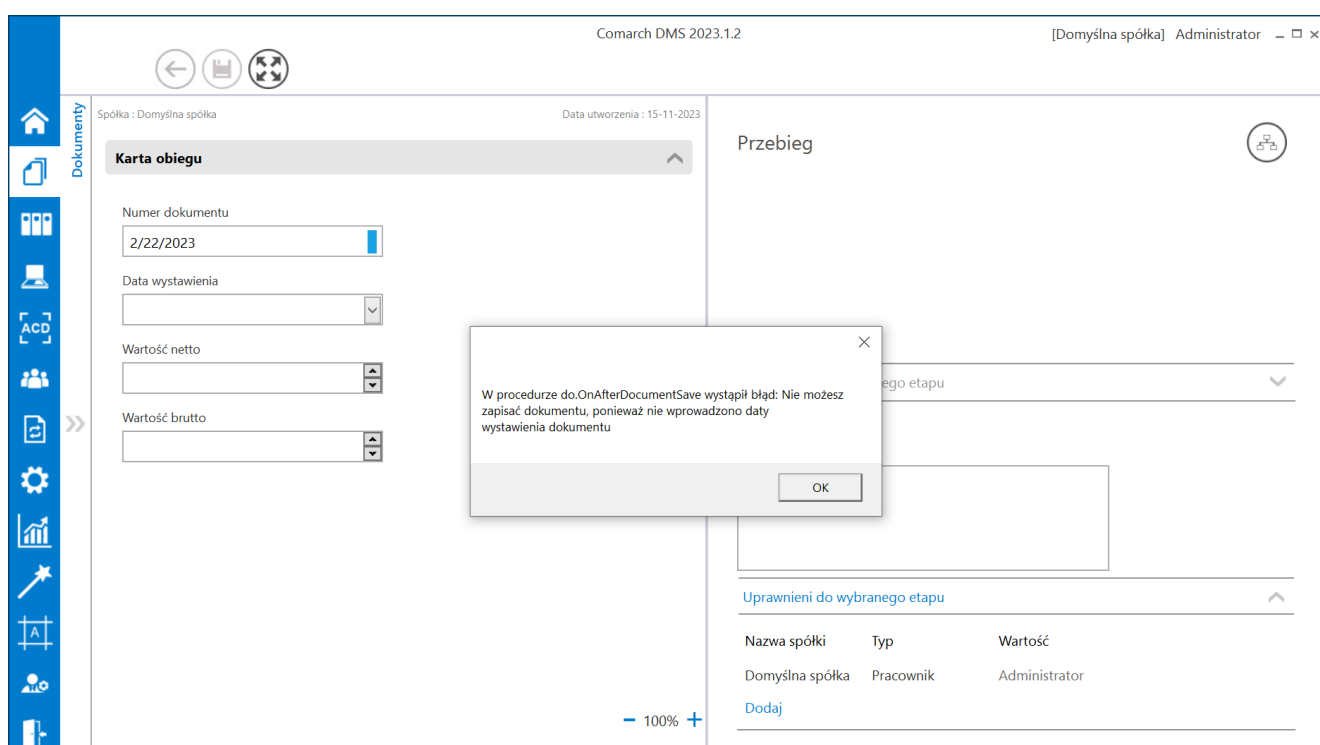 Comarch DMS 2023.1.2
[Domyślna spółka] Administrator
Dokumenty
Spółka : Domyślna spółka
Data utworzenia : 15-11-2023
Karta obiegu
Numer dokumentu
2/22/2023
Data wystawienia
Wartość netto
Wartość brutto
100%
ACD
A
Przebieg
ego etapu
W procedurze do.OnAfterDocumentSave wystąpił błąd: Nie możesz
zapisać dokumentu, ponieważ nie wprowadzono daty
wystawienia dokumentu
OK
Uprawnieni do wybranego etapu
Nazwa spółki Typ Wartość
Domyślna spółka Pracownik Administrator
Dodaj